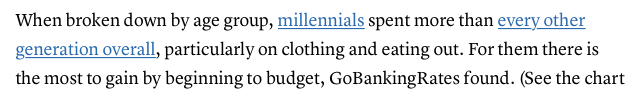 When broken down by age group, millennials spent more than every other
generation overall, particularly on clothing and eating out. For them there is
the most to gain by beginning to budget, GoBankingRates found. (See the chart